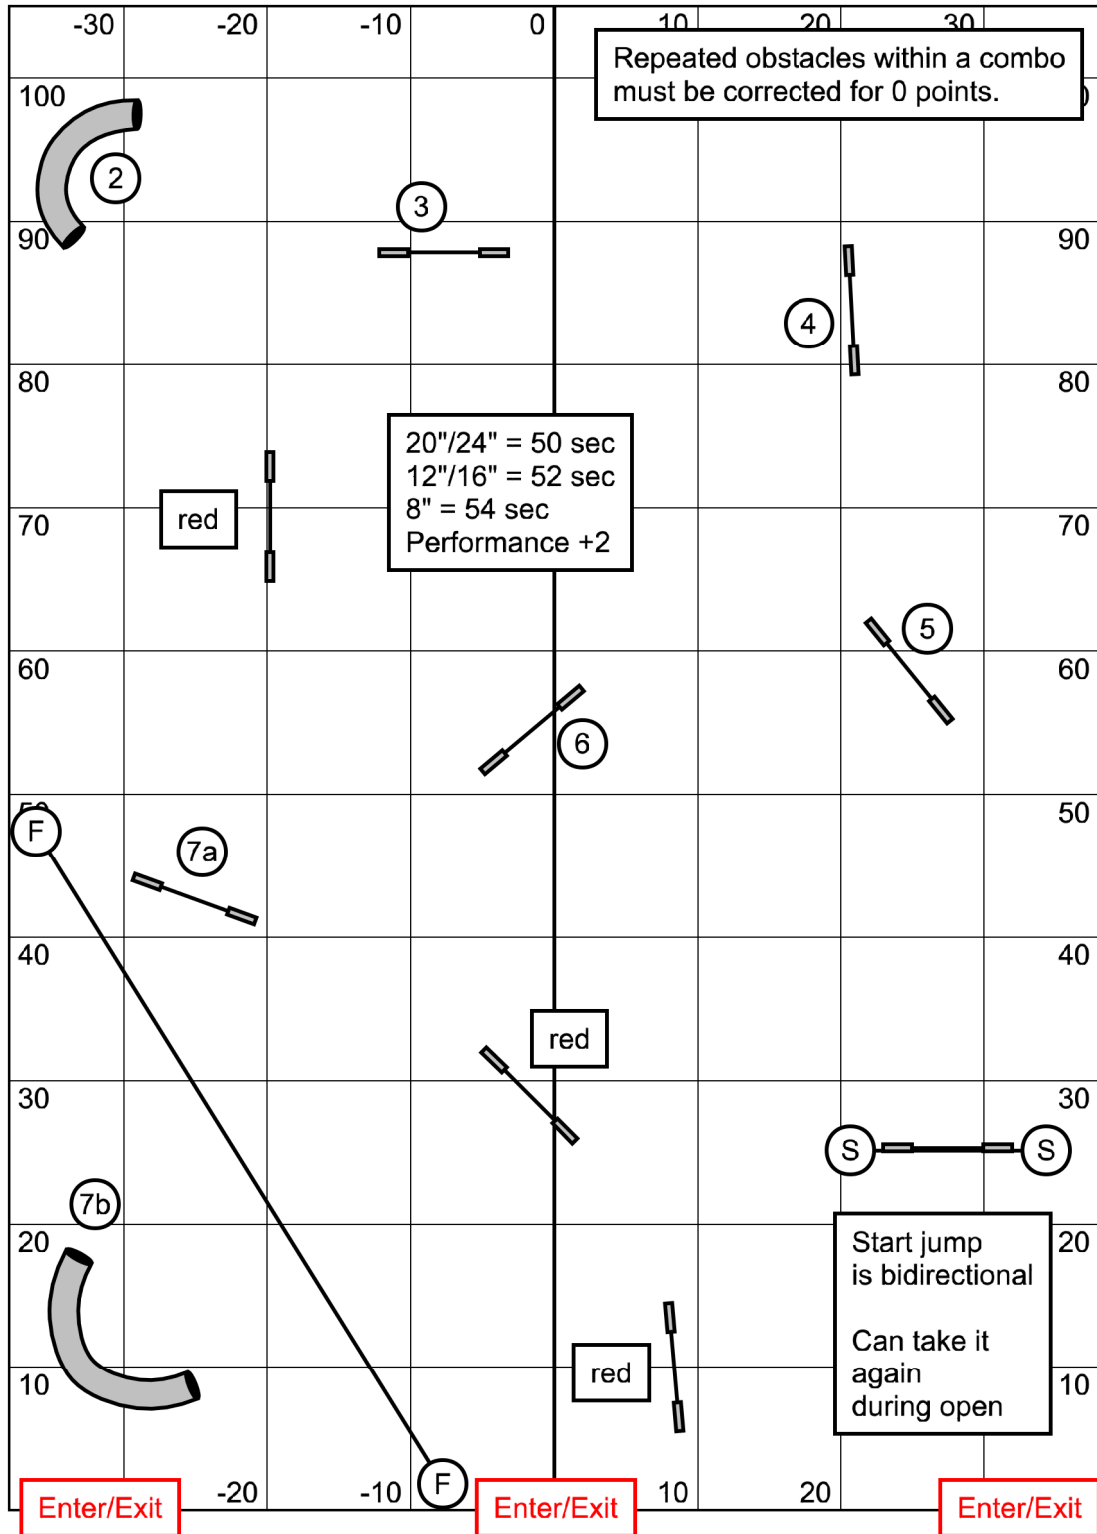 -30 -20 -10 0 10 20 30
Repeated obstacles within a combo
must be corrected for 0 points.
100
2
3
90 90
4
80 80
20"/24" = 50 sec
12"/16" = 52 sec
8" = 54 sec
Performance +2
red
70 70
5
60 60
6
50 50
F
7a
40 40
red
30 30
S S
7b
20 20
Start jump
is bidirectional
Can take it
again
during open
red
10 10
F
-20 -10 10 20
Enter/Exit Enter/Exit Enter/Exit